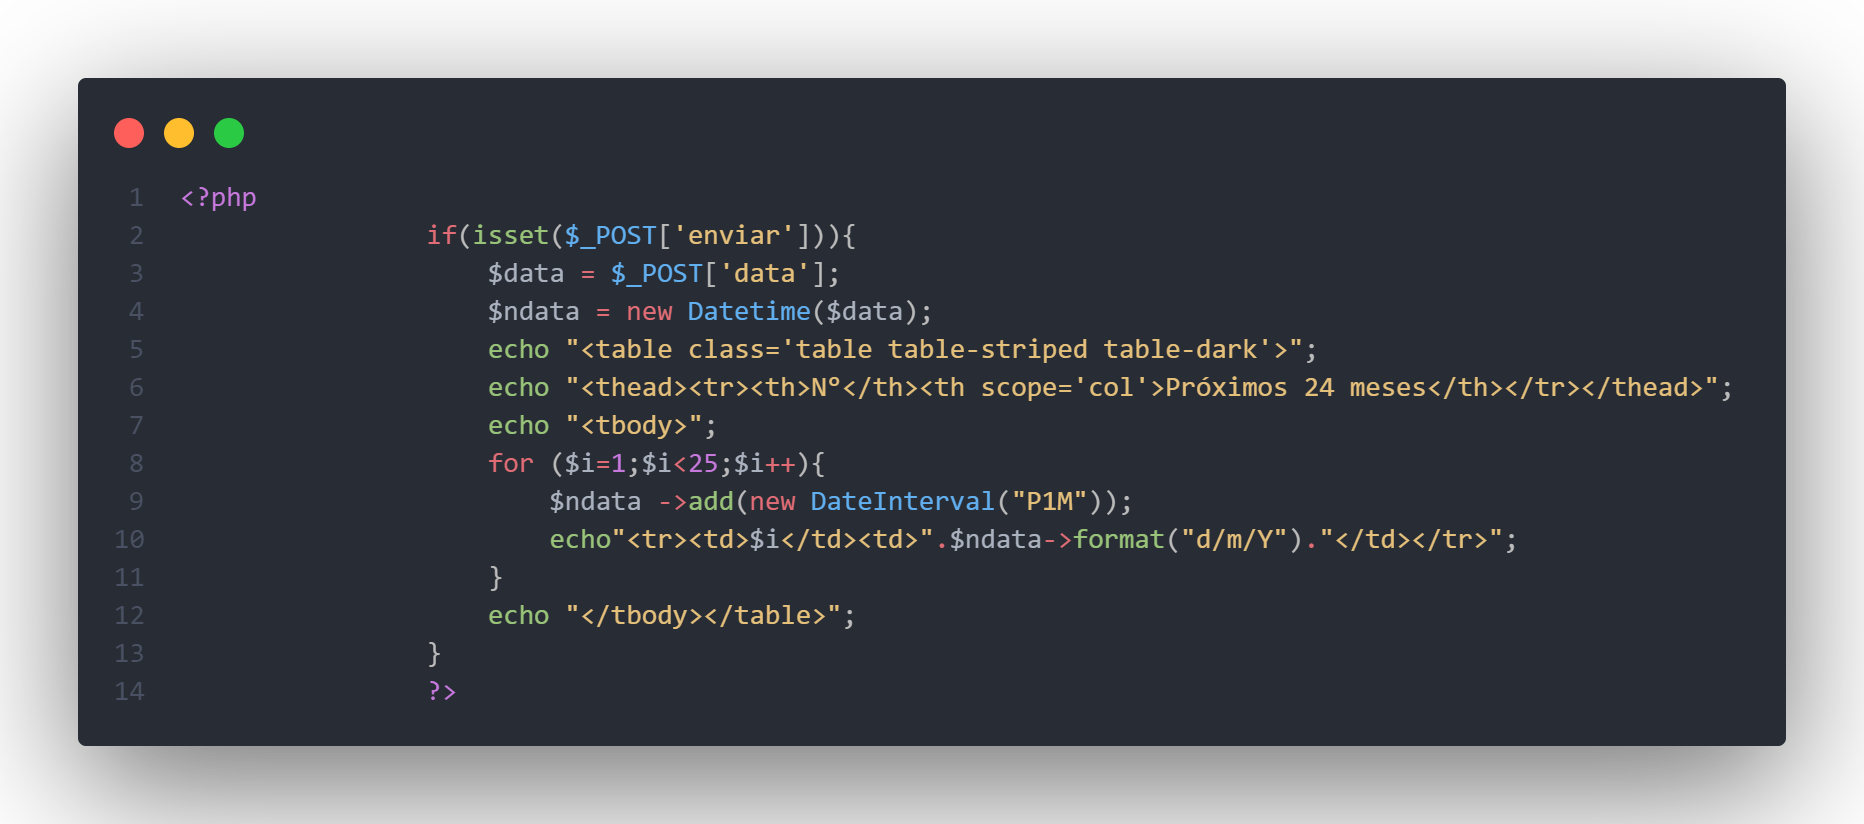 1 <?php
2 if(isset($_POST['enviar'])){
3 $data = $_POST['data'];
4 $ndata = new Datetime($data);
5 echo "<table class='table table-striped table-dark'>";
6 echo "<thead><tr><th>Nº</th><th scope='col'>Próximos 24 meses</th></tr></thead>";
7 echo "<tbody>";
8 for ($i=1;$i<25;$i++){
9 $ndata ->add(new DateInterval("P1M"));
10 echo"<tr><td>$i</td><td>".$ndata->format("d/m/Y")."</td></tr>";
11 }
12 echo "</tbody></table>";
13 }
14 ?>